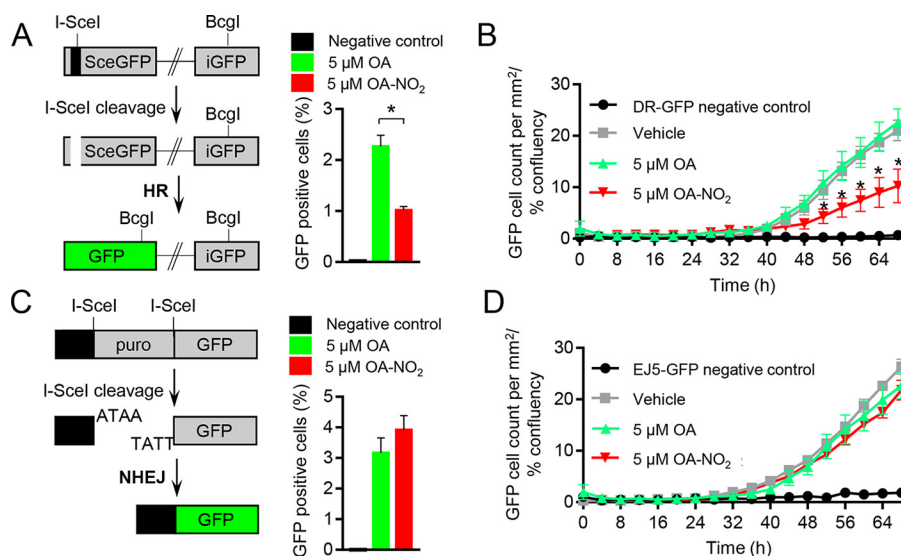 A
I-SceI
BcgI
SceGFP
iGFP
I-SceI cleavage
BcgI
SceGFP
iGFP
HR
BcgI
BcgI
GFP
iGFP
Negative control
5 µM OA
5 µM OA-NO₂
GFP positive cells (%)
3
2
1
0
*
B
GFP cell count per mm²/
% confluency
30
20
10
0
DR-GFP negative control
Vehicle
5 µM OA
5 µM OA-NO₂
* * * * *
0 8 16 24 32 40 48 56 64
Time (h)
C
I-SceI
I-SceI
puro
GFP
I-SceI cleavage
ATAA
TATT
GFP
NHEJ
GFP
Negative control
5 µM OA
5 µM OA-NO₂
GFP positive cells (%)
5
4
3
2
1
0
D
GFP cell count per mm²/
% confluency
30
20
10
0
EJ5-GFP negative control
Vehicle
5 µM OA
5 µM OA-NO₂
0 8 16 24 32 40 48 56 64
Time (h)